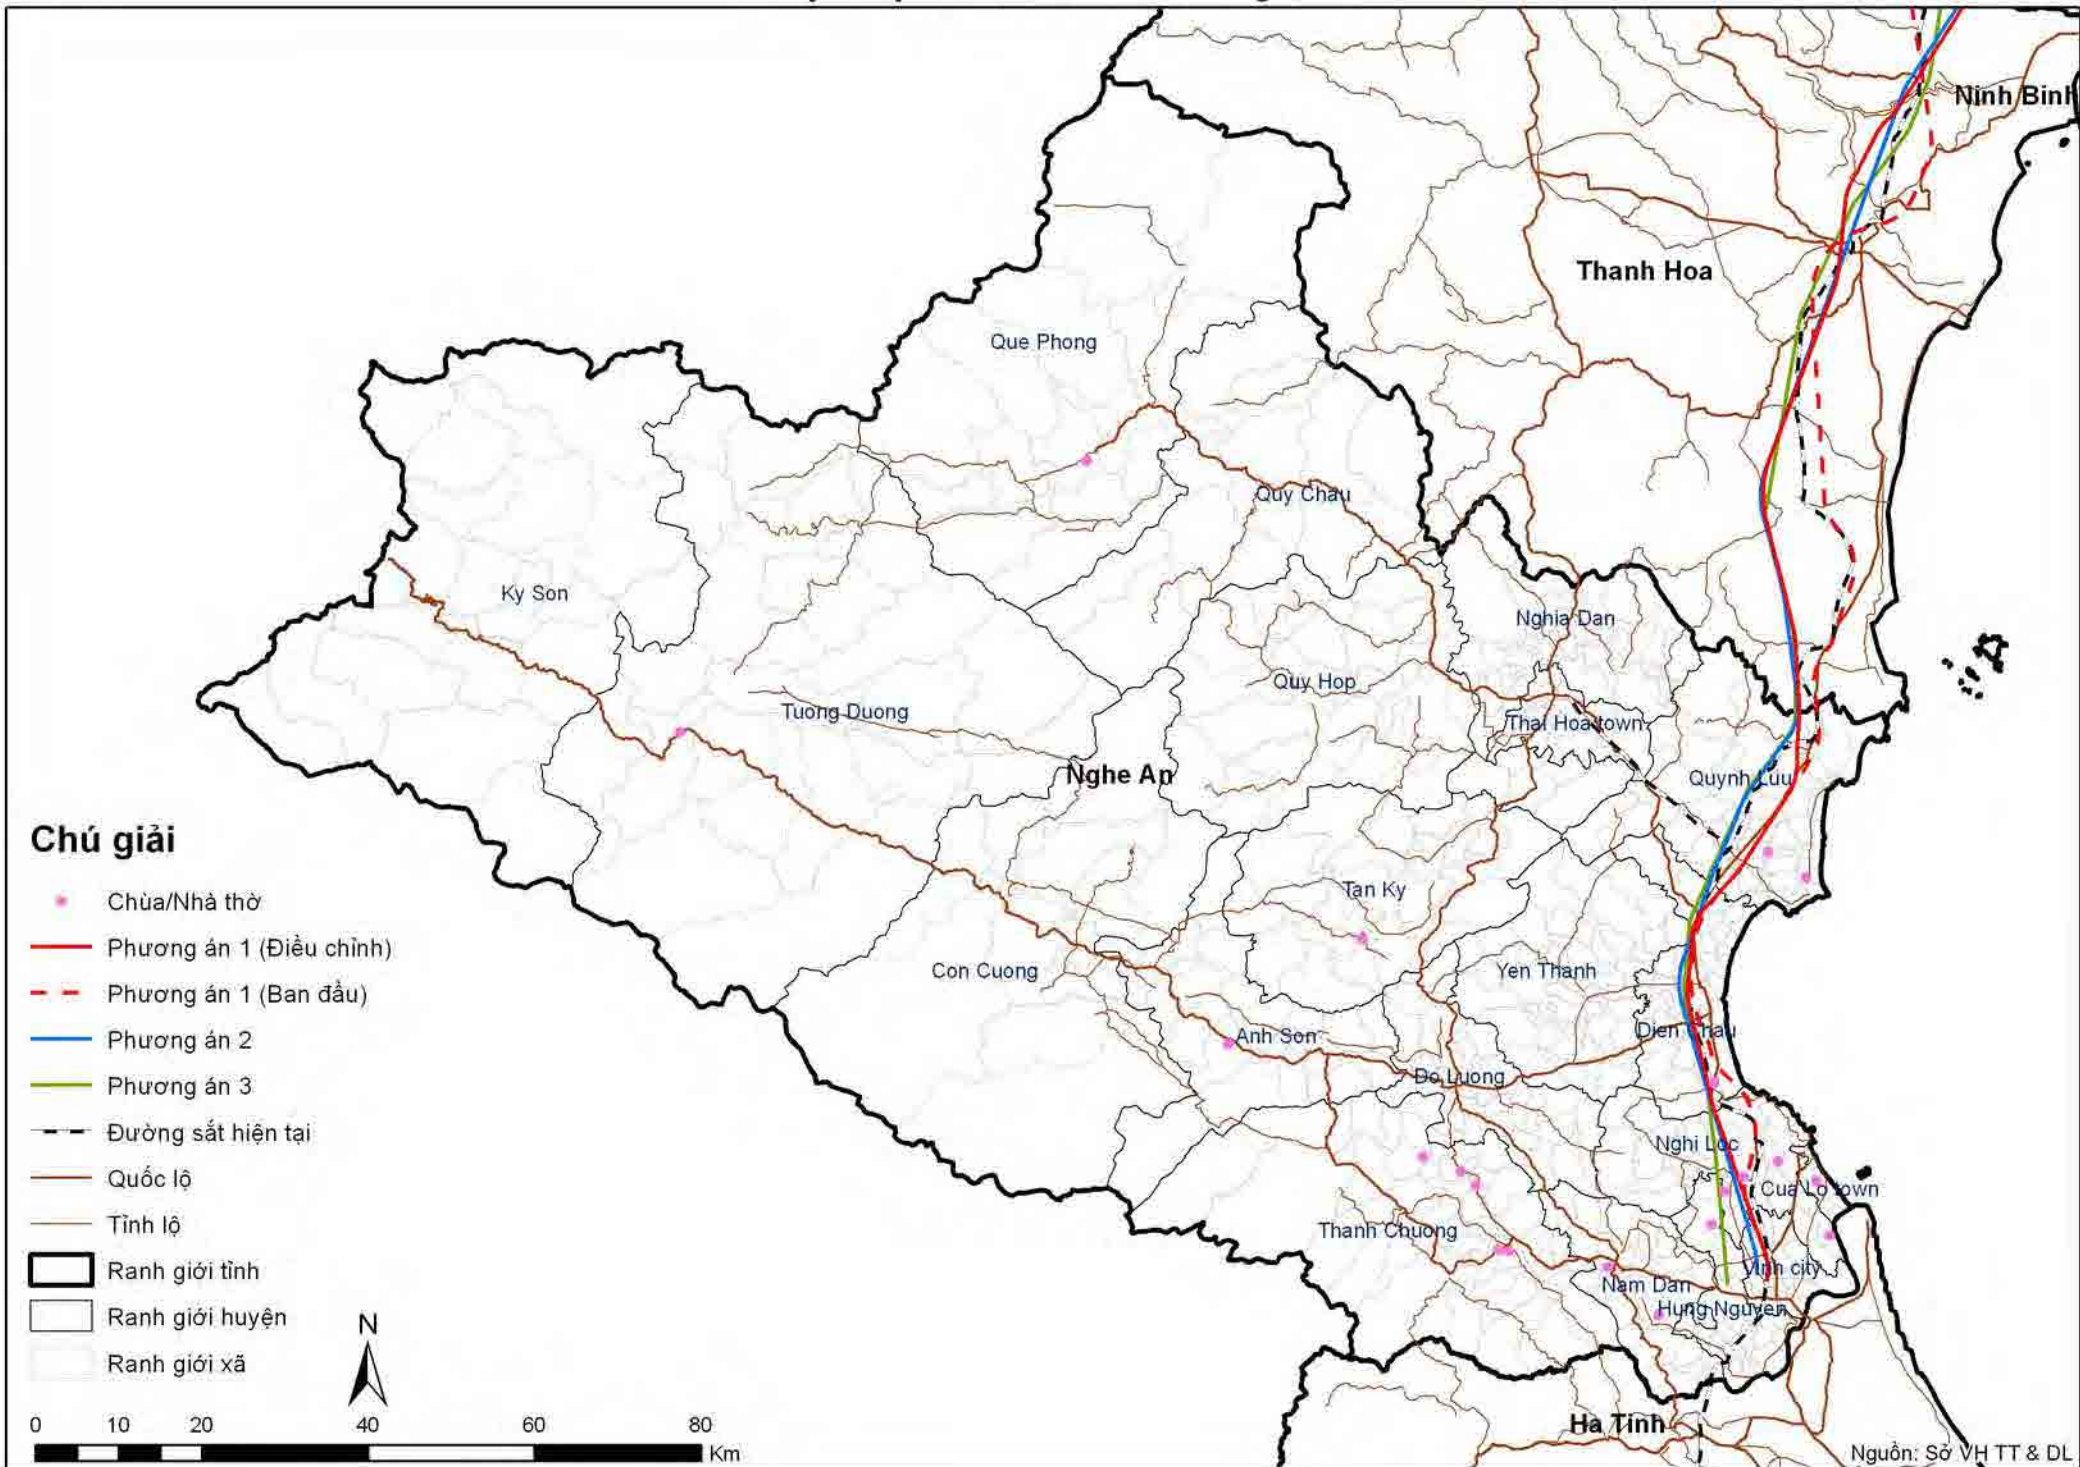 Ninh Binh
Thanh Hoa
Que Phong
Quy Chau
Ky Son
Nghia Dan
Quy Hop
Tuong Duong
Thai Hoa town
Nghe An
Quynh Luu
Chú giải
Chùa/Nhà thờ
Phương án 1 (Điều chỉnh)
Phương án 1 (Ban đầu)
Phương án 2
Phương án 3
Đường sắt hiện tại
Quốc lộ
Tỉnh lộ
Ranh giới tỉnh
Ranh giới huyện
Ranh giới xã
Tan Ky
Con Cuong
Yen Thanh
Anh Son
Dien Chau
Do Luong
Nghi Loc
Cua Lo town
Thanh Chuong
Vinh city
Nam Dan
Hung Nguyen
N
0 10 20 40 60 80
Km
Ha Tinh
Nguồn: Sở VH TT & DL